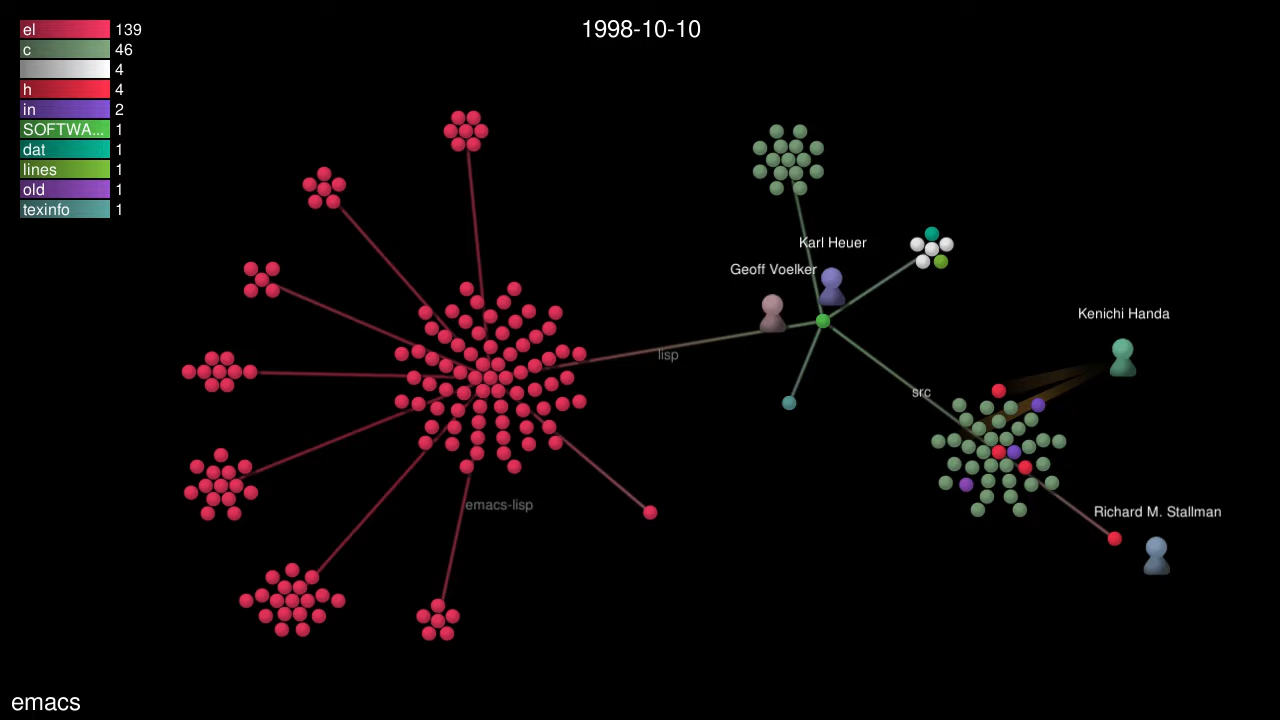 1998-10-10
el 139
c 46
4
h 4
in 2
SOFTWA... 1
dat 1
lines 1
old 1
texinfo 1
Karl Heuer
Geoff Voelker
Kenichi Handa
lisp
src
emacs-lisp
Richard M. Stallman
emacs